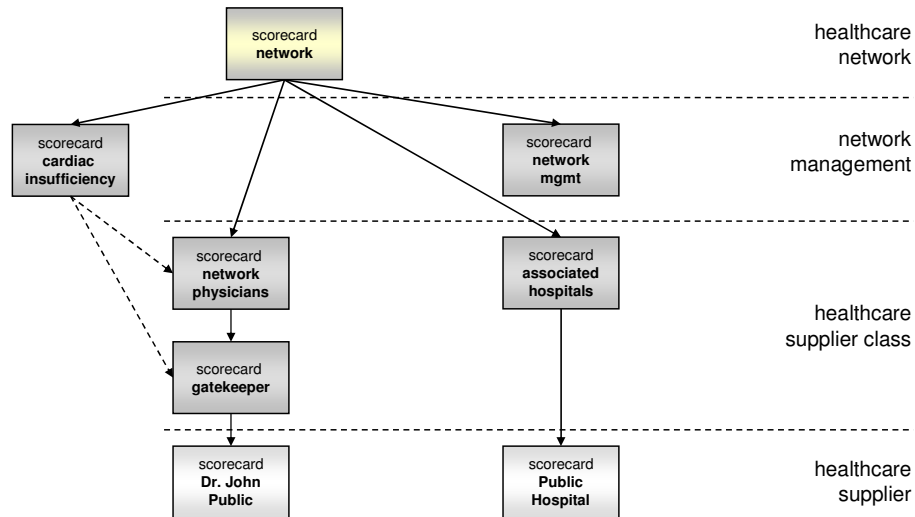 scorecard
network
healthcare
network
scorecard
cardiac
insufficiency
scorecard
network
mgmt
network
management
scorecard
network
physicians
scorecard
associated
hospitals
healthcare
supplier class
scorecard
gatekeeper
scorecard
Dr. John
Public
scorecard
Public
Hospital
healthcare
supplier